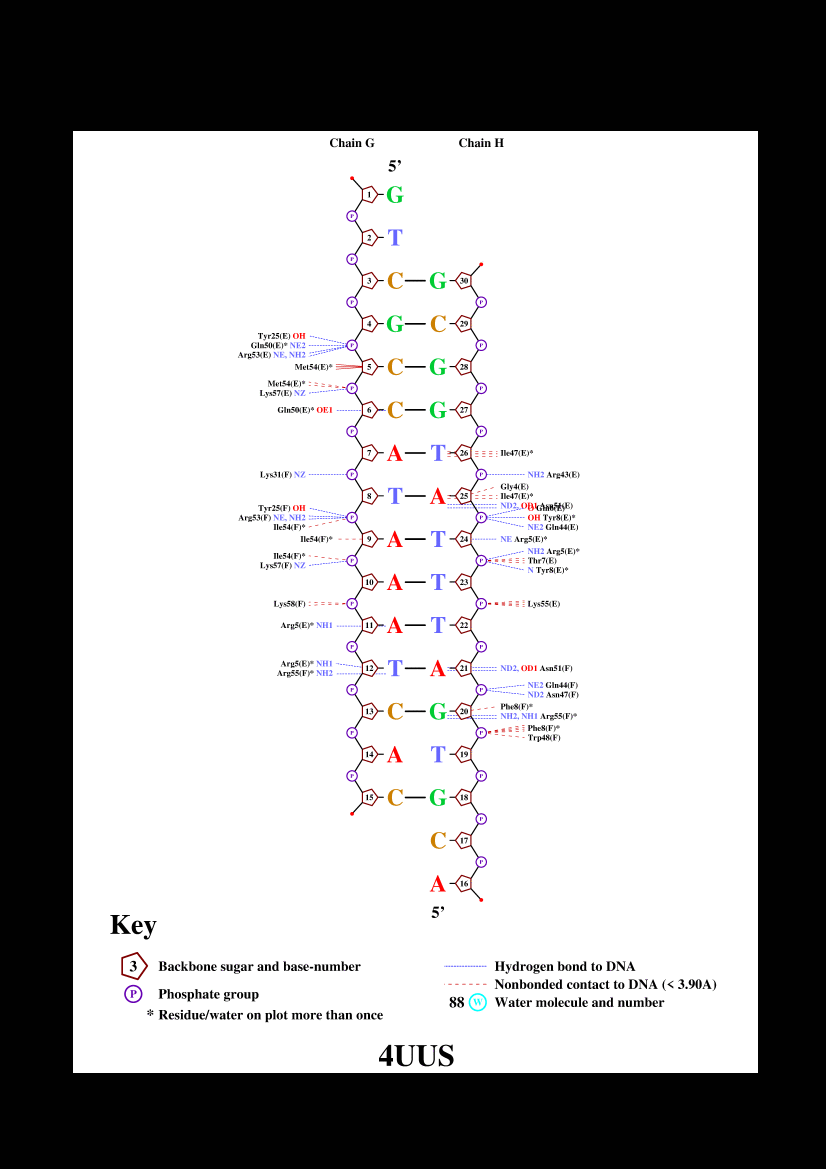 Chain G Chain H
5’
1 G
P
2 T
P
3 C G 30
P P
4 G C 29
Tyr25(E) OH
Gln50(E)* NE2 P P
Arg53(E) NE, NH2
Met54(E)* 5 C G 28
Met54(E)* P P
Lys57(E) NZ
Gln50(E)* OE1 6 C G 27
P P
7 A T 26 Ile47(E)*
Lys31(F) NZ P P NH2 Arg43(E)
Gly4(E)
8 T A 25 Ile47(E)*
ND2, OD1 Asn51(E)
Tyr25(F) OH
Arg53(F) NE, NH2 P P OH Tyr8(E)*
Ile54(F)* NE2 Gln44(E)
Ile54(F)* 9 A T 24 NE Arg5(E)*
NH2 Arg5(E)*
Ile54(F)* P P Thr7(E)
Lys57(F) NZ N Tyr8(E)*
10 A T 23
Lys58(F) P P Lys55(E)
Arg5(E)* NH1 11 A T 22
P P
Arg5(E)* NH1 12 T A 21 ND2, OD1 Asn51(F)
Arg55(F)* NH2
P P NE2 Gln44(F)
ND2 Asn47(F)
Phe8(F)*
13 C G 20 NH2, NH1 Arg55(F)*
P P Phe8(F)*
Trp48(F)
14 A T 19
P P
15 C G 18
P
C 17
P
A 16
5’
Key
3 Backbone sugar and base-number
P Phosphate group
* Residue/water on plot more than once
Hydrogen bond to DNA
Nonbonded contact to DNA (< 3.90A)
88 W Water molecule and number
4UUS